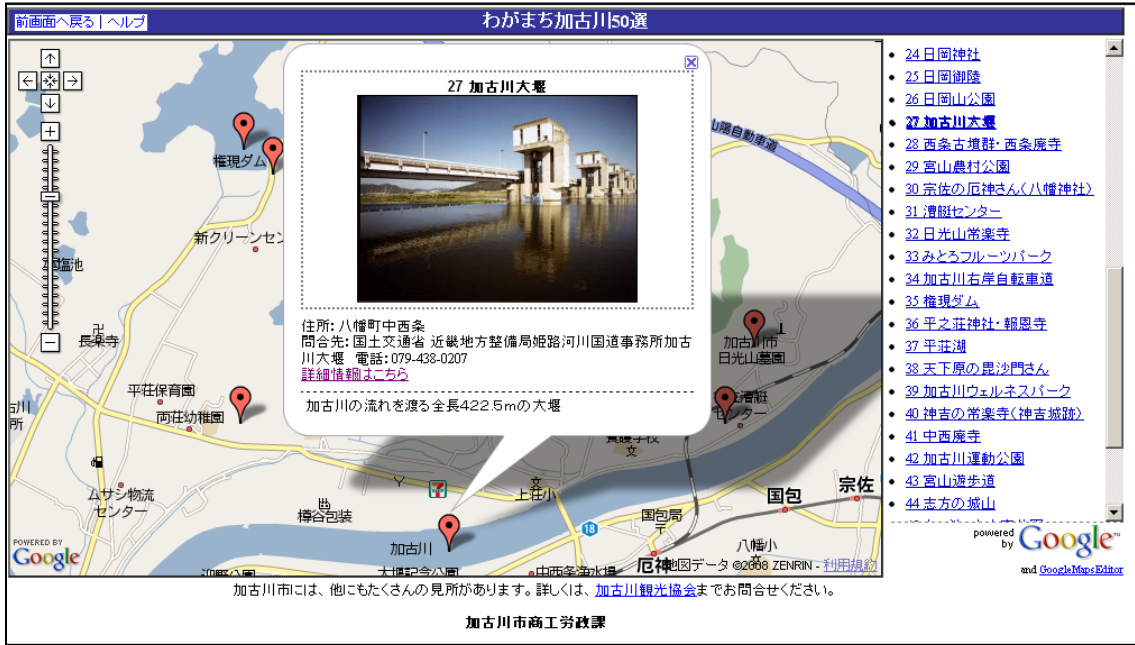 前画面へ戻る | ヘルプ
わがまち加古川50選
27 加古川大堰
住所: 八幡町中西条
問合先: 国土交通省 近畿地方整備局姫路河川国道事務所加古
川大堰 電話: 079-438-0207
詳細情報はこちら
加古川の流れを渡る全長422.5mの大堰
山陽自動車道
権現ダム
新クリーンセン
長楽寺
平荘保育園
両荘幼稚園
ムサシ物流
センター
樽谷包装
上荘小
文
国包局
国包
宗佐
18
加古川
八幡小
厄神
日光山墓園
センター
地図データ ©2008 ZENRIN - 利用規約
POWERED BY
Google
24 日岡神社
25 日岡御陵
26 日岡山公園
27 加古川大堰
28 西条古墳群・西条廃寺
29 宮山農村公園
30 宗佐の厄神さん(八幡神社)
31 漕艇センター
32 日光山常楽寺
33 みとろフルーツパーク
34 加古川右岸自転車道
35 権現ダム
36 平之荘神社・報恩寺
37 平荘湖
38 天下原の毘沙門さん
39 加古川ウェルネスパーク
40 神吉の常楽寺(神吉城跡)
41 中西廃寺
42 加古川運動公園
43 宮山遊歩道
44 志方の城山
powered
by Google™
and GoogleMapsEditor
加古川市には、他にもたくさんの見所があります。詳しくは、加古川観光協会までお問合せください。
加古川市商工労政課